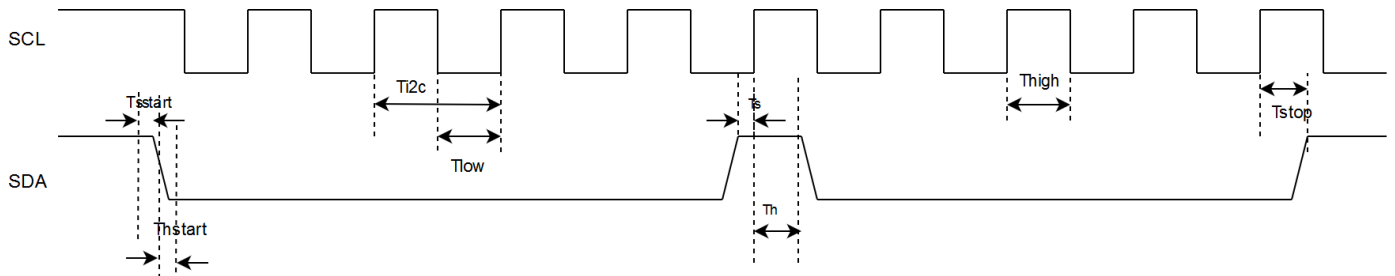 SCL
Ti2c
Thigh
Tsstart
Ts
Tstop
Tlow
SDA
Th
Thstart